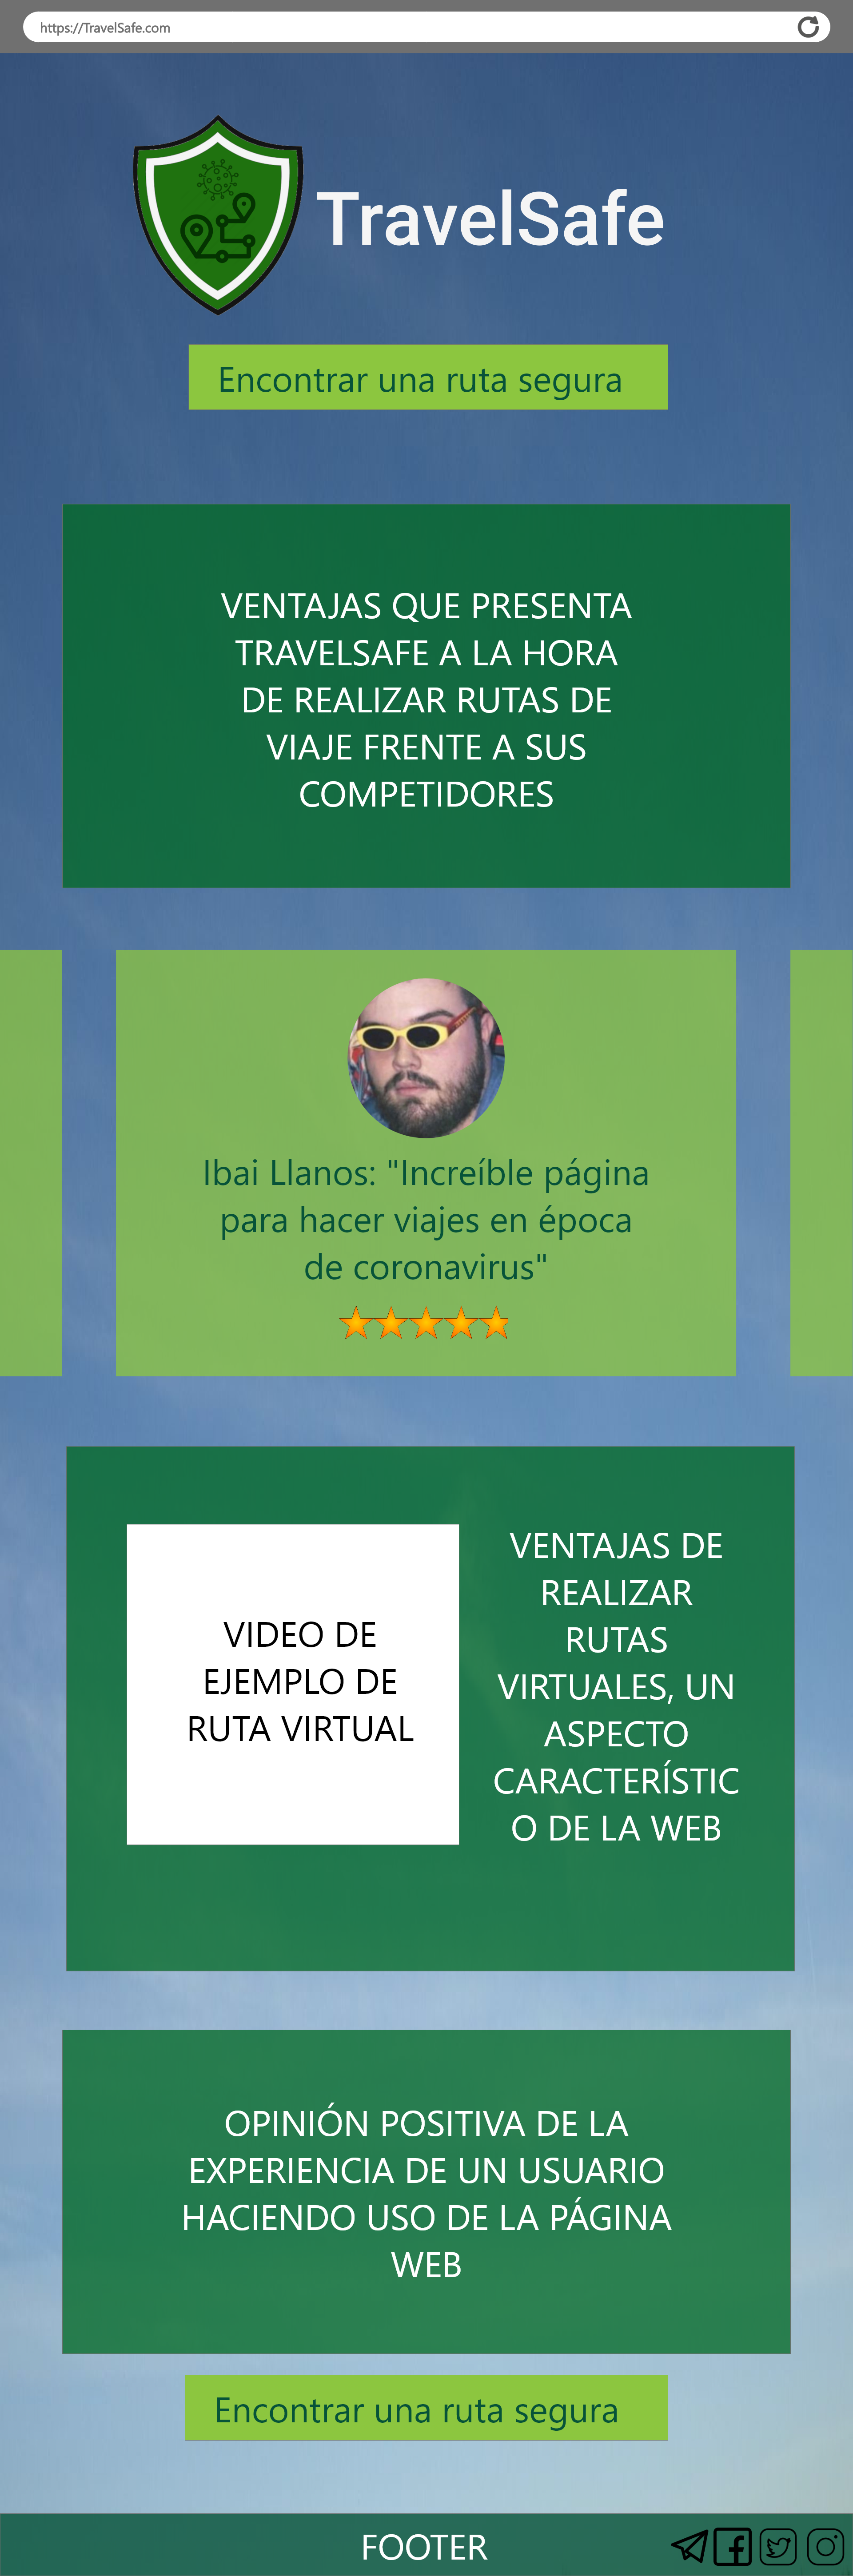 https://TravelSafe.com
TravelSafe
Encontrar una ruta segura
VENTAJAS QUE PRESENTA
TRAVELSAFE A LA HORA
DE REALIZAR RUTAS DE
VIAJE FRENTE A SUS
COMPETIDORES
Ibai Llanos: "Increíble página
para hacer viajes en época
de coronavirus"
VIDEO DE
EJEMPLO DE
RUTA VIRTUAL
VENTAJAS DE
REALIZAR
RUTAS
VIRTUALES, UN
ASPECTO
CARACTERÍSTIC
O DE LA WEB
OPINIÓN POSITIVA DE LA
EXPERIENCIA DE UN USUARIO
HACIENDO USO DE LA PÁGINA
WEB
Encontrar una ruta segura
FOOTER